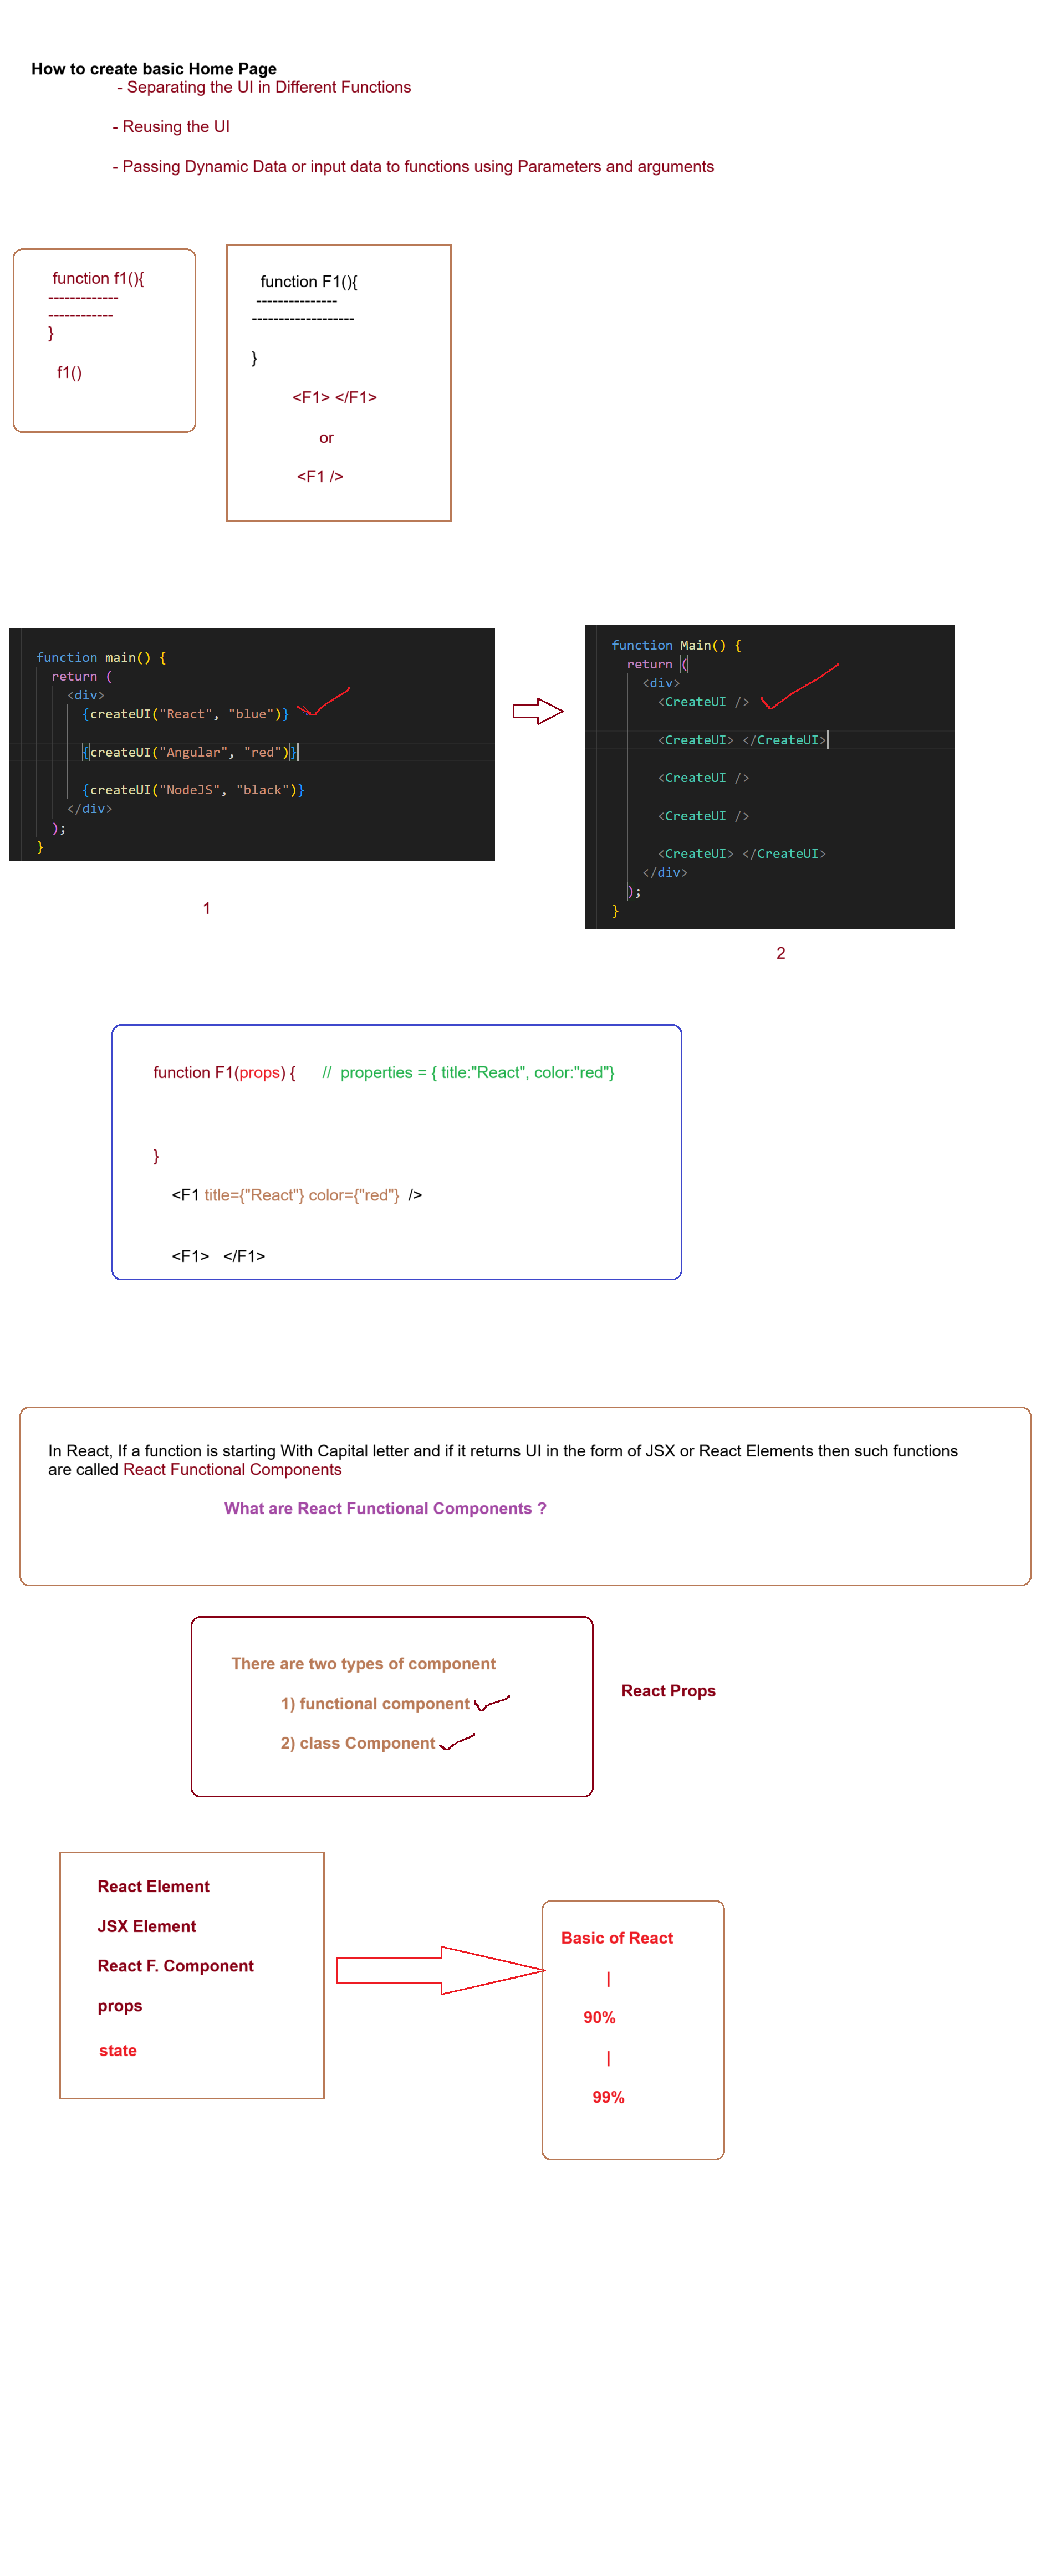 How to create basic Home Page
- Separating the UI in Different Functions
- Reusing the UI
- Passing Dynamic Data or input data to functions using Parameters and arguments
function f1(){
-------------
------------
}
f1()
function F1(){
---------------
-------------------
}
<F1> </F1>
or
<F1 />
function main() {
return (
<div>
{createUI("React", "blue")}
{createUI("Angular", "red")}
{createUI("NodeJS", "black")}
</div>
);
}
1
function Main() {
return (
<div>
<CreateUI />
<CreateUI> </CreateUI>
<CreateUI />
<CreateUI />
<CreateUI> </CreateUI>
</div>
);
}
2
function F1(props) { // properties = { title:"React", color:"red"}
}
<F1 title={"React"} color={"red"} />
<F1> </F1>
In React, If a function is starting With Capital letter and if it returns UI in the form of JSX or React Elements then such functions
are called React Functional Components
What are React Functional Components ?
There are two types of component
1) functional component
2) class Component
React Props
React Element
JSX Element
React F. Component
props
state
Basic of React
|
90%
|
99%